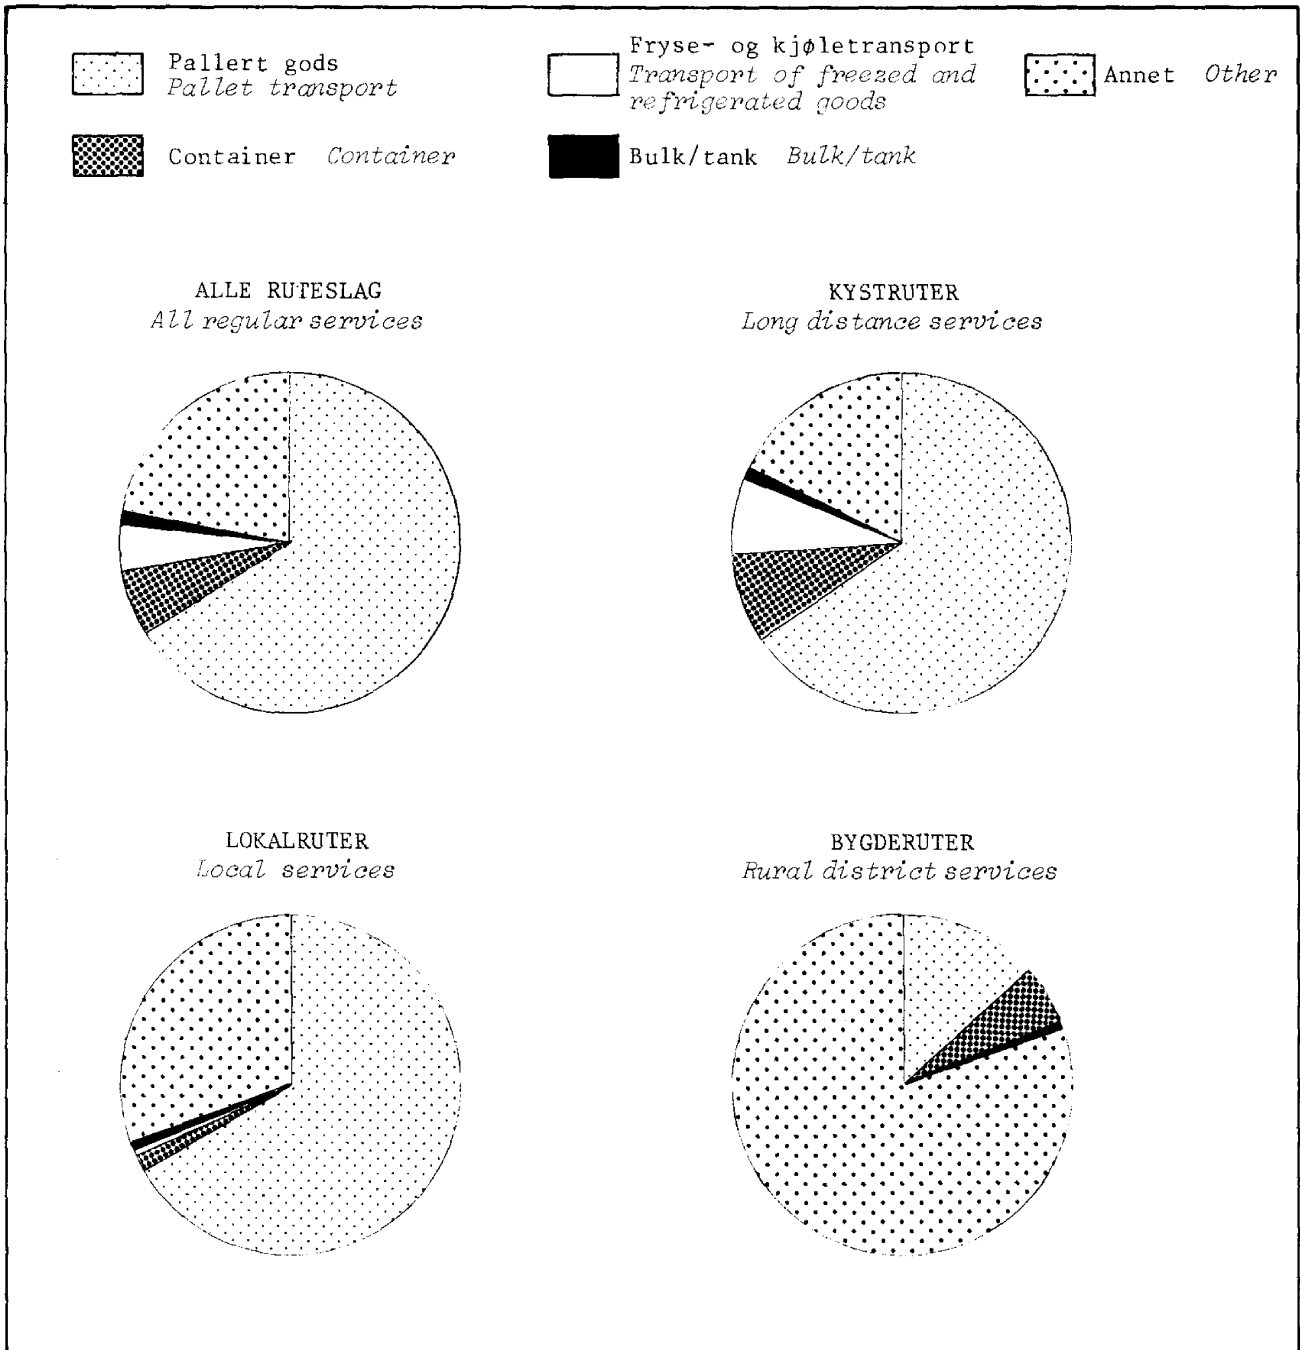 Pallert gods
Pallet transport
Fryse- og kjøletransport
Transport of freezed and
refrigerated goods
Annet Other
Container Container
Bulk/tank Bulk/tank
ALLE RUTESLAG
All regular services
KYSTRUTER
Long distance services
LOKALRUTER
Local services
BYGDERUTER
Rural district services